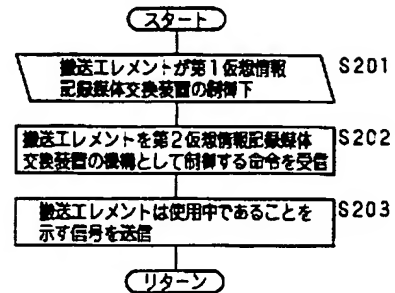 スタート
搬送エレメントが第1仮想情報
記録媒体交換装置の制御下
S201
搬送エレメントを第2仮想情報記録媒体
交換装置の機構として制御する命令を受信
S202
搬送エレメントは使用中であることを
示す信号を送信
S203
リターン